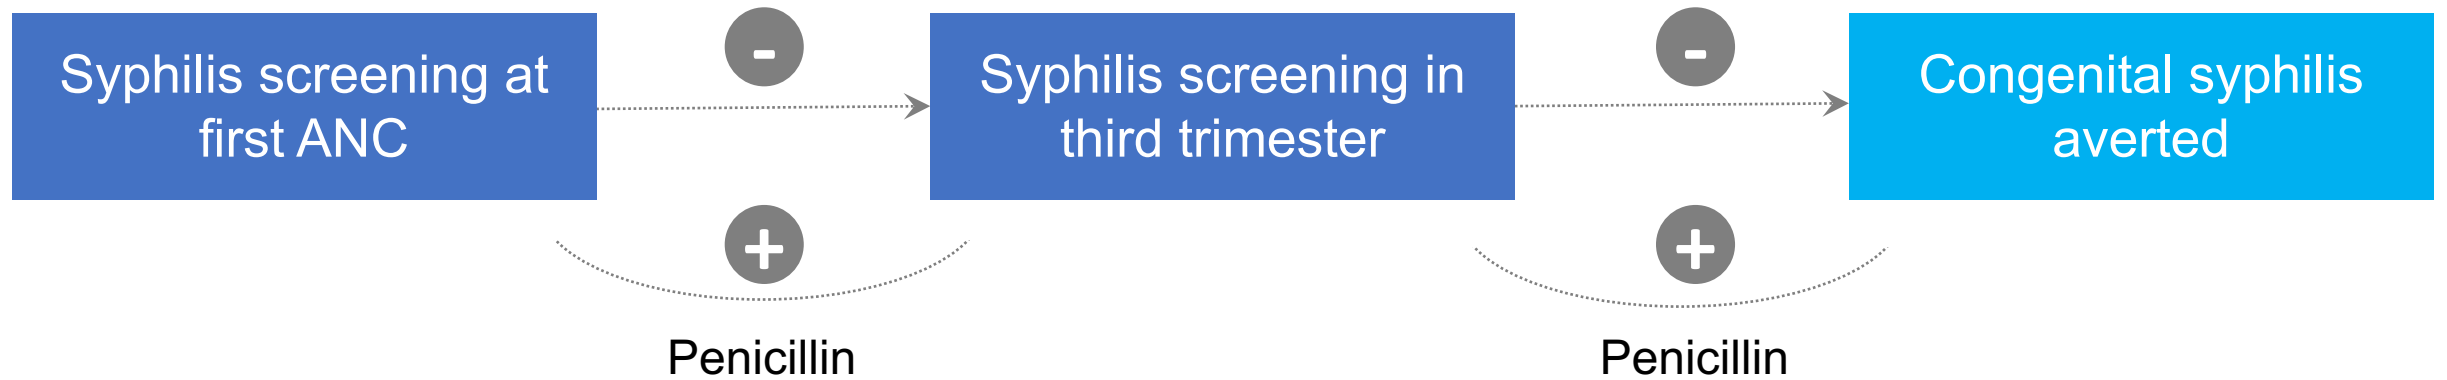 Syphilis screening at
first ANC
-
+
Penicillin
Syphilis screening in
third trimester
-
+
Penicillin
Congenital syphilis
averted